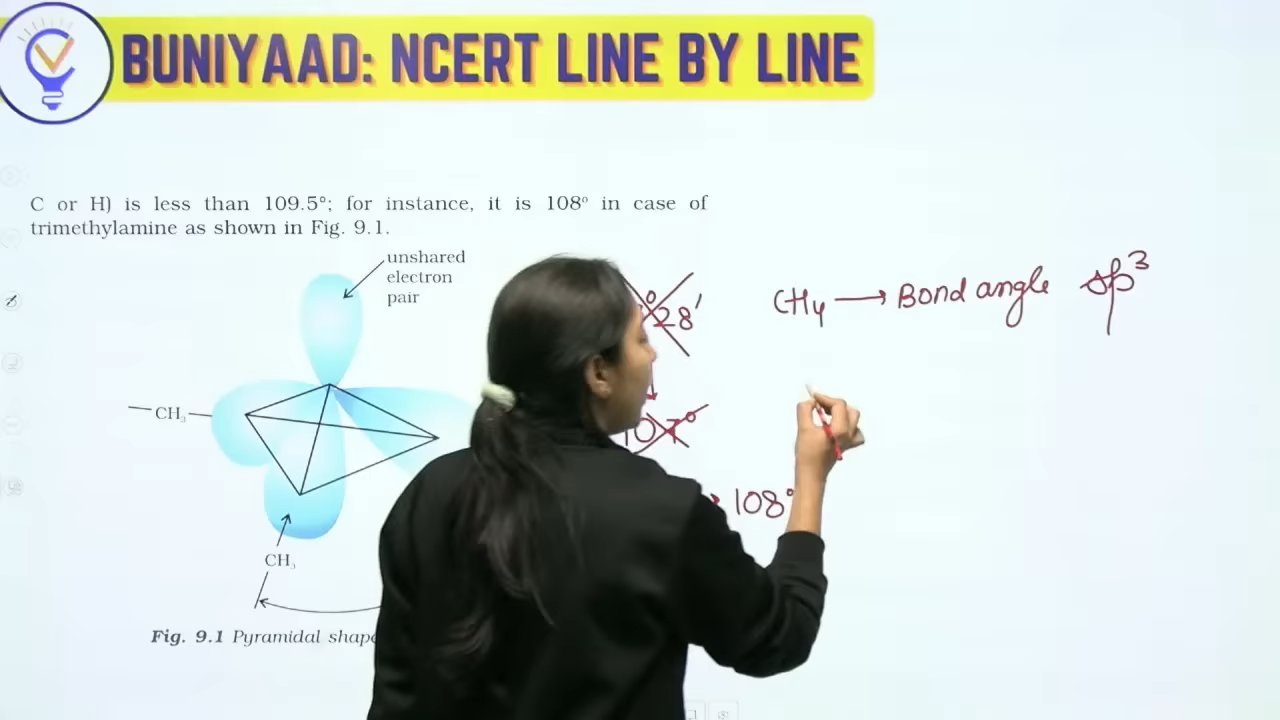 BUNIYAAD: NCERT LINE BY LINE
C or H) is less than 109.5°; for instance, it is 108° in case of
trimethylamine as shown in Fig. 9.1.
unshared
electron
pair
° 28'
CH₄ → Bond angle sp³
CH₃
107°
108°
CH₃
Fig. 9.1 Pyramidal shape